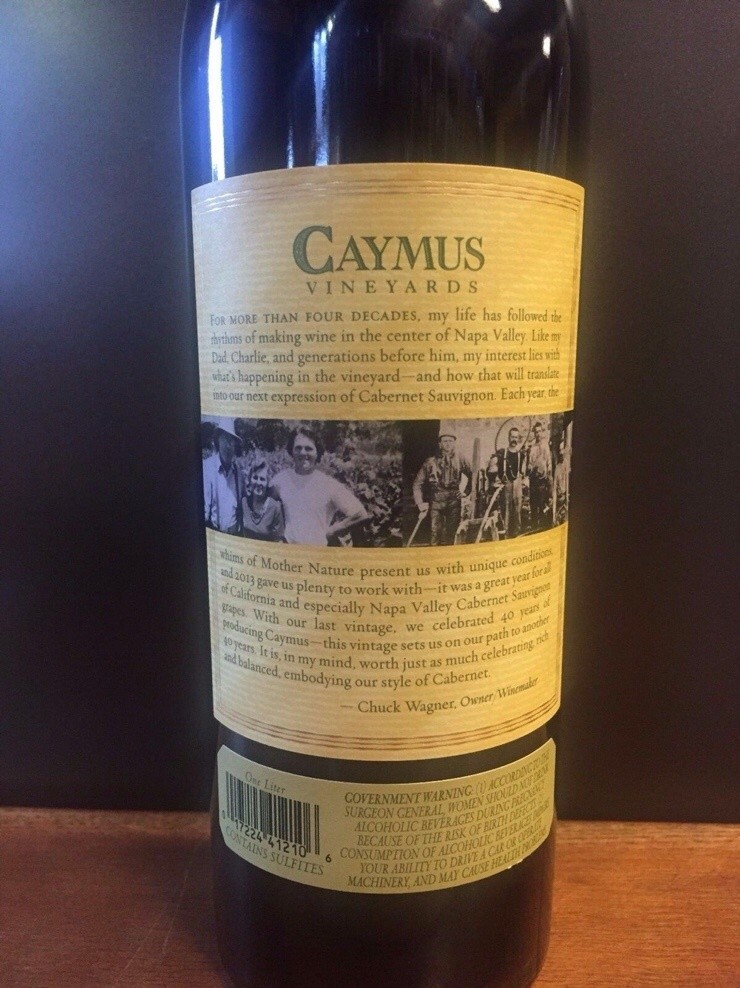 CAYMUS
VINEYARDS
FOR MORE THAN FOUR DECADES, my life has followed the
rhythms of making wine in the center of Napa Valley. Like my
Dad, Charlie, and generations before him, my interest lies with
what's happening in the vineyard—and how that will translate
into our next expression of Cabernet Sauvignon. Each year, the
whims of Mother Nature present us with unique conditions,
and 2013 gave us plenty to work with—it was a great year for all
of California and especially Napa Valley Cabernet Sauvignon
grapes. With our last vintage, we celebrated 40 years of
producing Caymus—this vintage sets us on our path to another
40 years. It is, in my mind, worth just as much celebrating, rich
and balanced, embodying our style of Cabernet.
— Chuck Wagner, Owner/Winemaker
One Liter
0 17224 41210 6
CONTAINS SULFITES
GOVERNMENT WARNING: (1) ACCORDING TO THE
SURGEON GENERAL, WOMEN SHOULD NOT DRINK
ALCOHOLIC BEVERAGES DURING PREGNANCY
BECAUSE OF THE RISK OF BIRTH DEFECTS.
CONSUMPTION OF ALCOHOLIC BEVERAGES IMPAIRS
YOUR ABILITY TO DRIVE A CAR OR OPERATE
MACHINERY, AND MAY CAUSE HEALTH PROBLEMS.